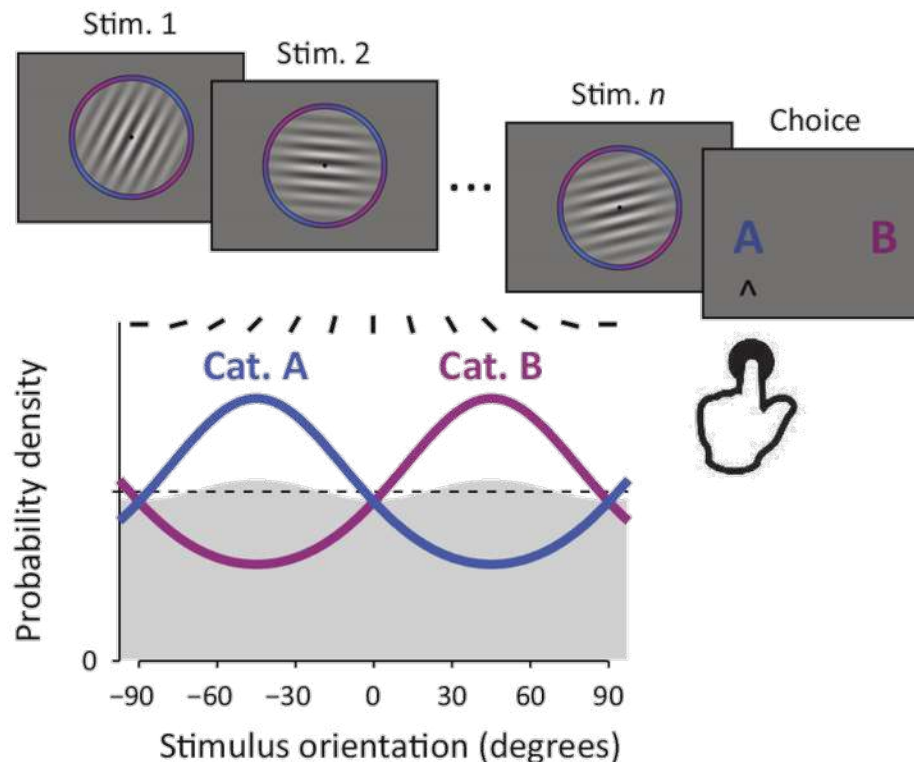 Stim. 1
Stim. 2
Stim. n
Choice
...
A B
^
Cat. A Cat. B
Probability density
0
−90 −60 −30 0 30 60 90
Stimulus orientation (degrees)